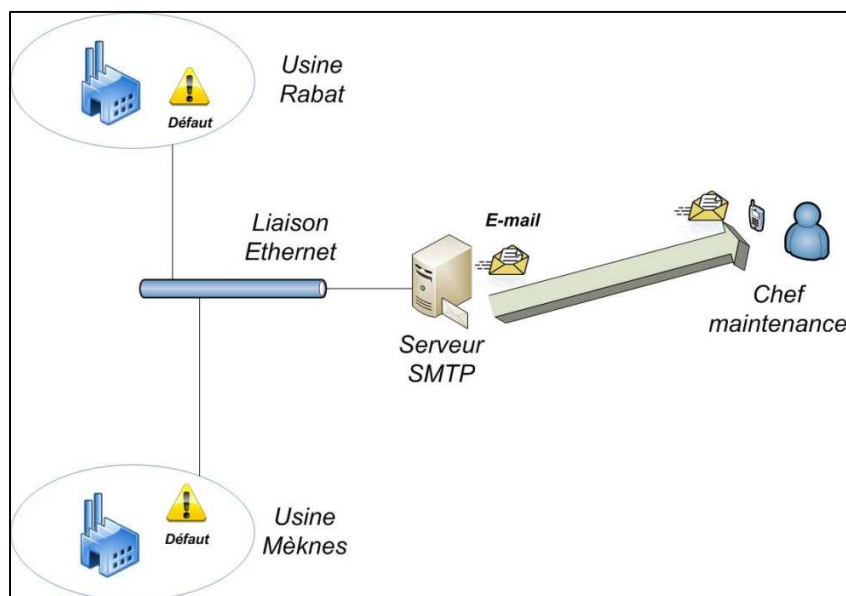 Usine
Rabat
Défaut
Liaison
Ethernet
E-mail
Serveur
SMTP
Chef
maintenance
Usine
Mèknes
Défaut